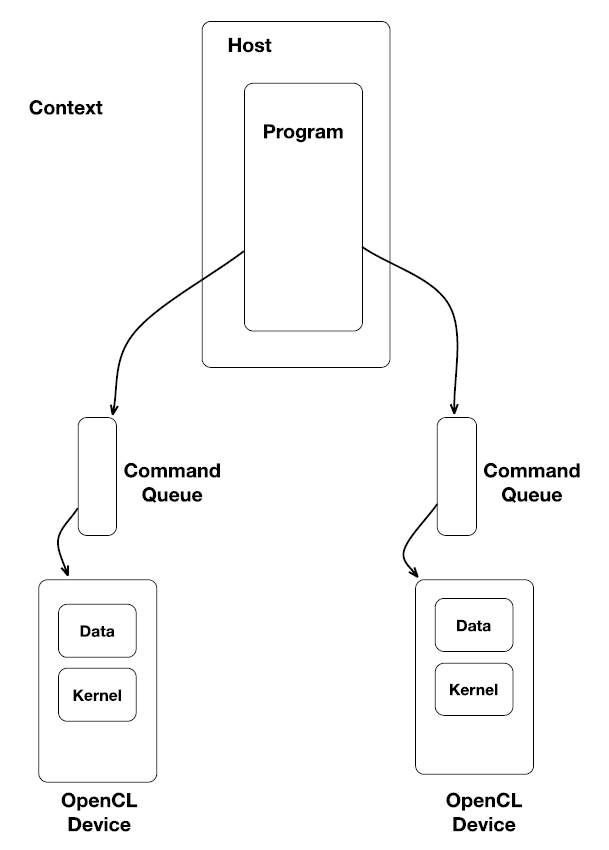 Host
Context
Program
Command
Queue
Command
Queue
Data
Kernel
Data
Kernel
OpenCL
Device
OpenCL
Device